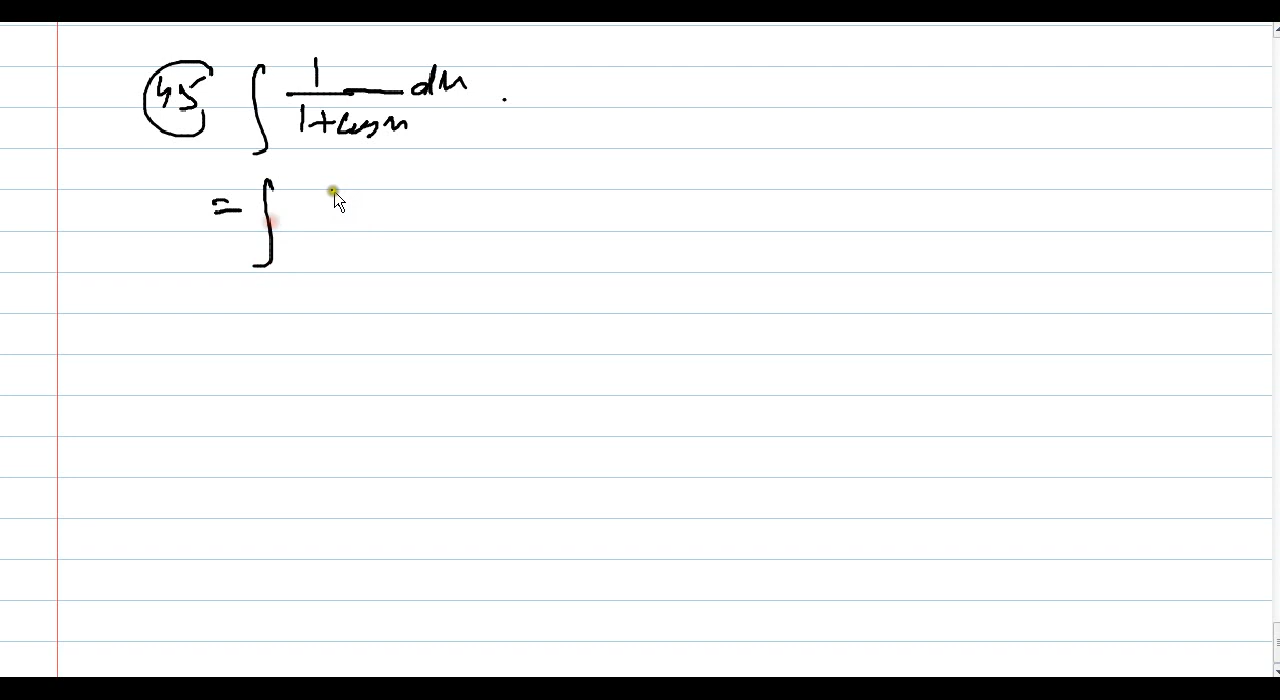 45 ∫ 1/(1+cos x) dx .
= ∫